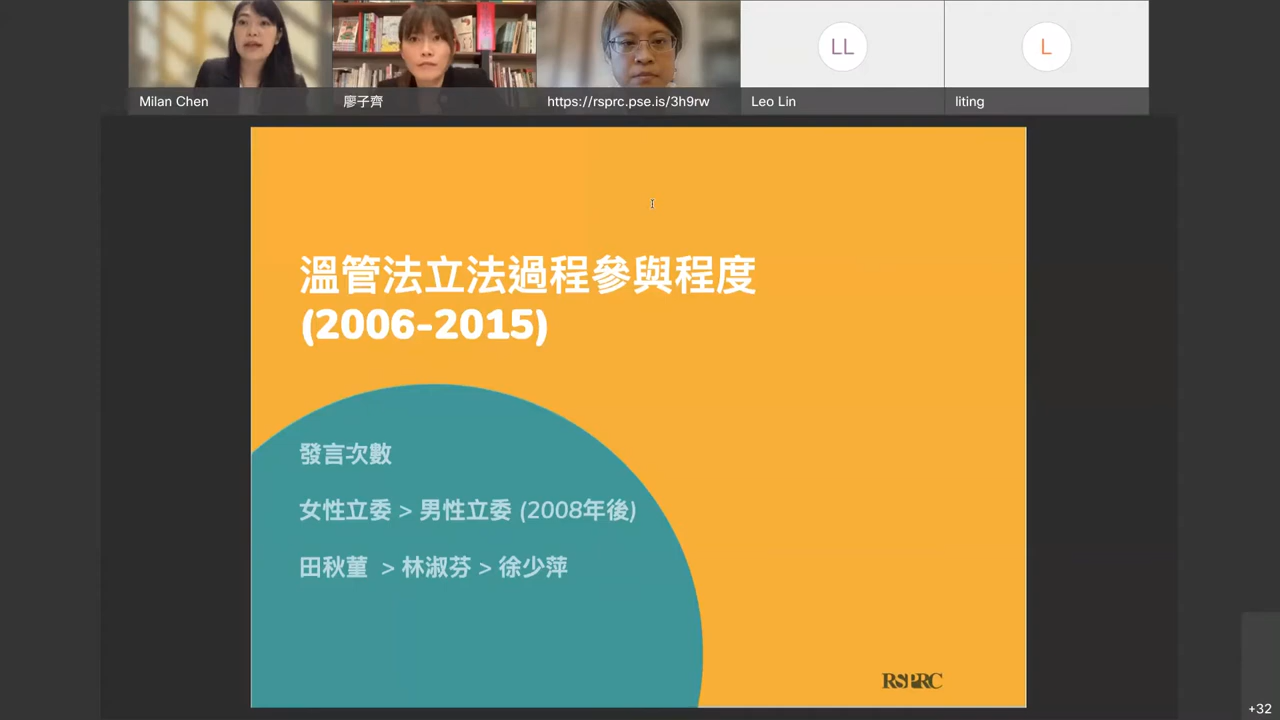 Milan Chen
廖子齊
https://rsprc.pse.is/3h9rw
LL
Leo Lin
L
liting
溫管法立法過程參與程度
(2006-2015)
發言次數
女性立委 > 男性立委 (2008年後)
田秋堇 > 林淑芬 > 徐少萍
RSPRC
+32